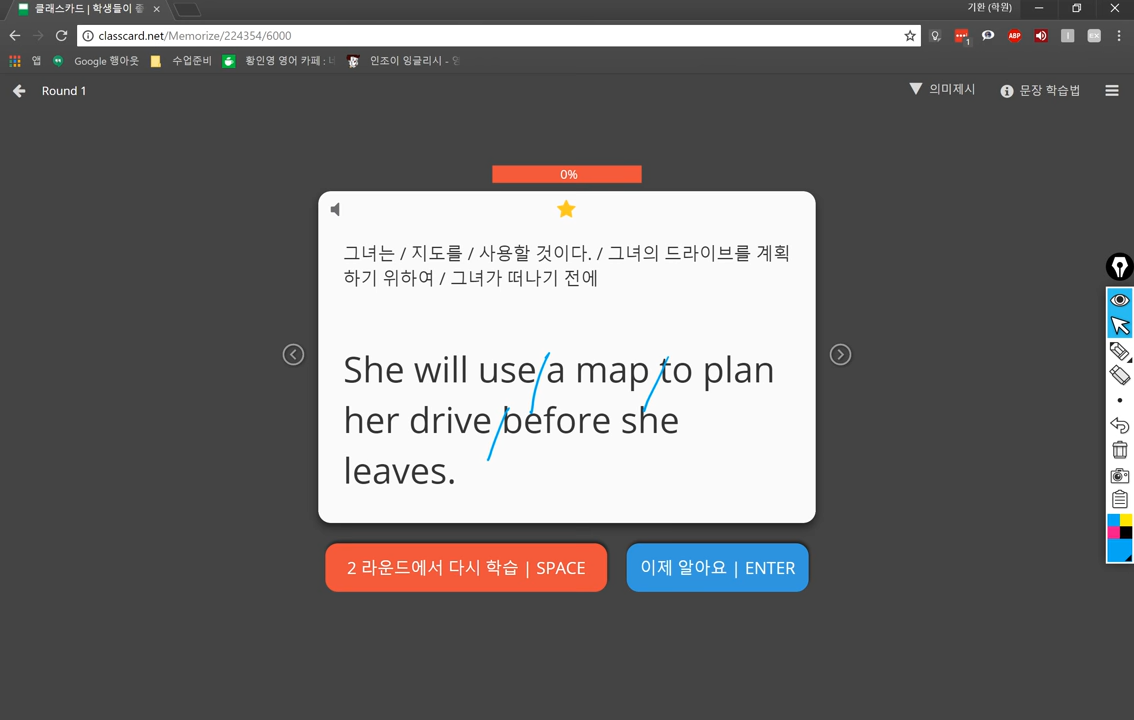 클래스카드 | 학생들이 즐
기환 (학원)
classcard.net/Memorize/224354/6000
ABP
1
앱
Google 행아웃
수업준비
황인영 영어 카페 : 네
인조이 잉글리시 - 잉
Round 1
의미제시
문장 학습법
0%
그녀는 / 지도를 / 사용할 것이다. / 그녀의 드라이브를 계획
하기 위하여 / 그녀가 떠나기 전에
She will use a map to plan
her drive before she
leaves.
2 라운드에서 다시 학습 | SPACE
이제 알아요 | ENTER